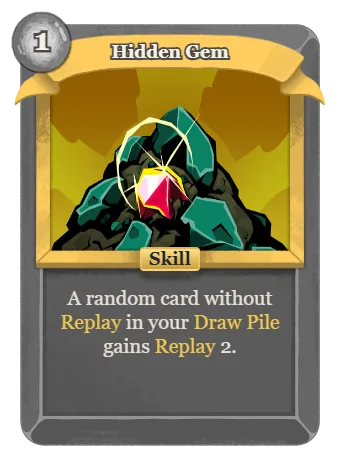 1
Hidden Gem
Skill
A random card without
Replay in your Draw Pile
gains Replay 2.